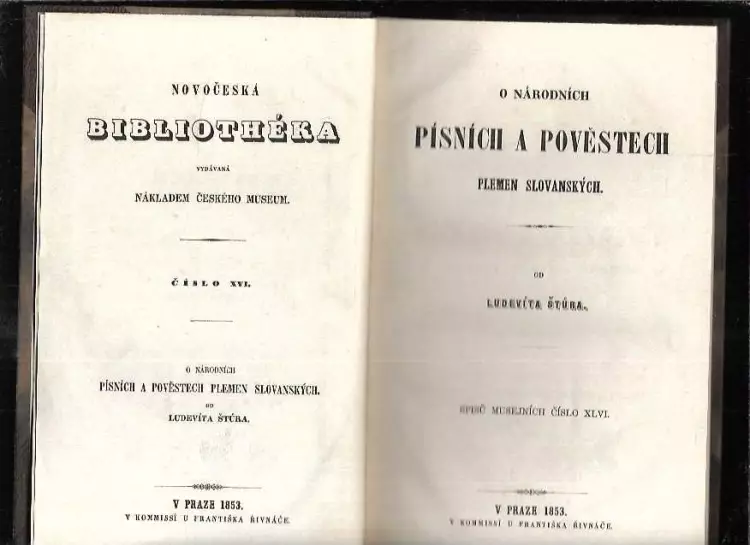 NOVOČESKÁ
BIBLIOTHÉKA
VYDÁVANÁ
NÁKLADEM ČESKÉHO MUSEUM.
ČÍSLO XVI.
O NÁRODNÍCH
PÍSNÍCH A POVĚSTECH PLEMEN SLOVANSKÝCH.
OD
LUDEVÍTA ŠTÚRA.
V PRAZE 1853.
V KOMMISSÍ U FRANTIŠKA ŘIVNÁČE.
O NÁRODNÍCH
PÍSNÍCH A POVĚSTECH
PLEMEN SLOVANSKÝCH.
OD
LUDEVÍTA ŠTÚRA.
SPISŮ MUSEJNÍCH ČÍSLO XLVI.
V PRAZE 1853.
V KOMMISSÍ U FRANTIŠKA ŘIVNÁČE.